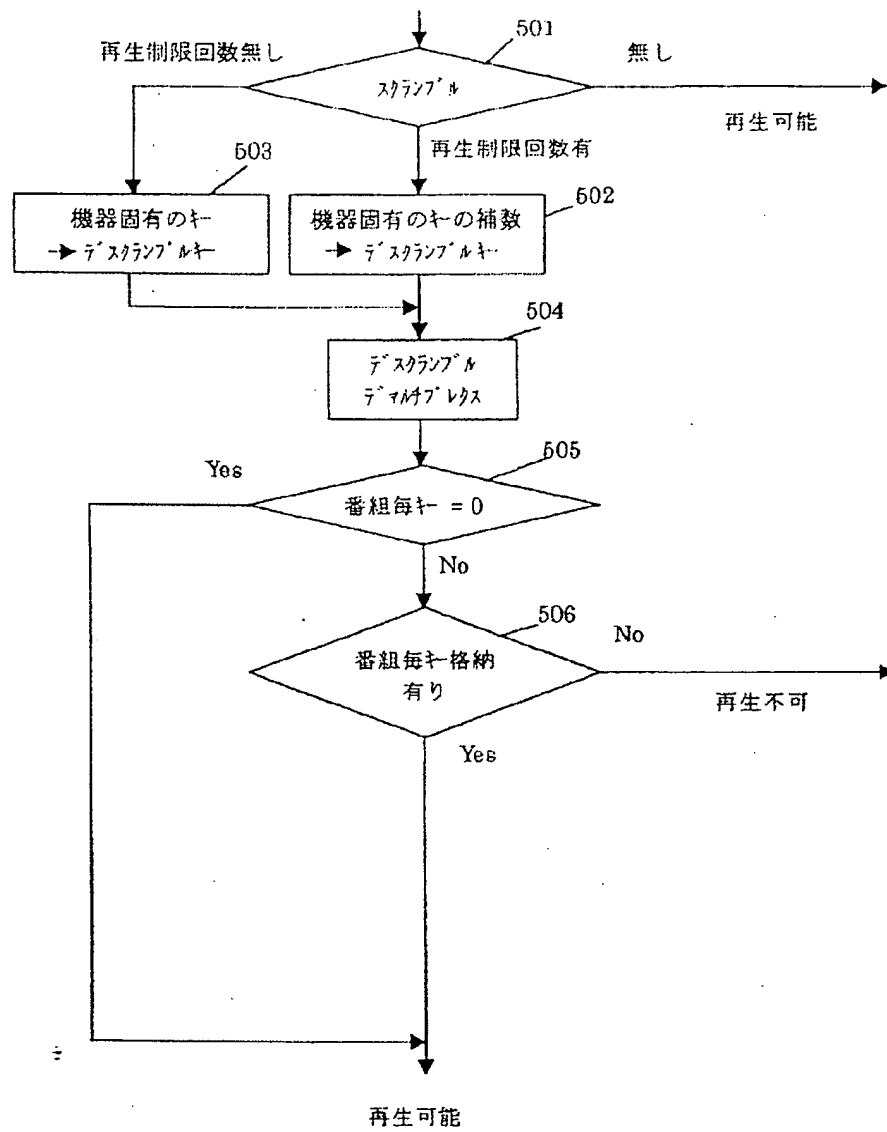 501
再生制限回数無し
無し
スクランブル
再生可能
再生制限回数有
503
502
機器固有のキー
→ デスクランブルキー
機器固有のキーの補数
→ デスクランブルキー
504
デスクランブル
デマルチプレクス
505
Yes
番組毎キー = 0
No
506
No
番組毎キー格納
有り
再生不可
Yes
再生可能